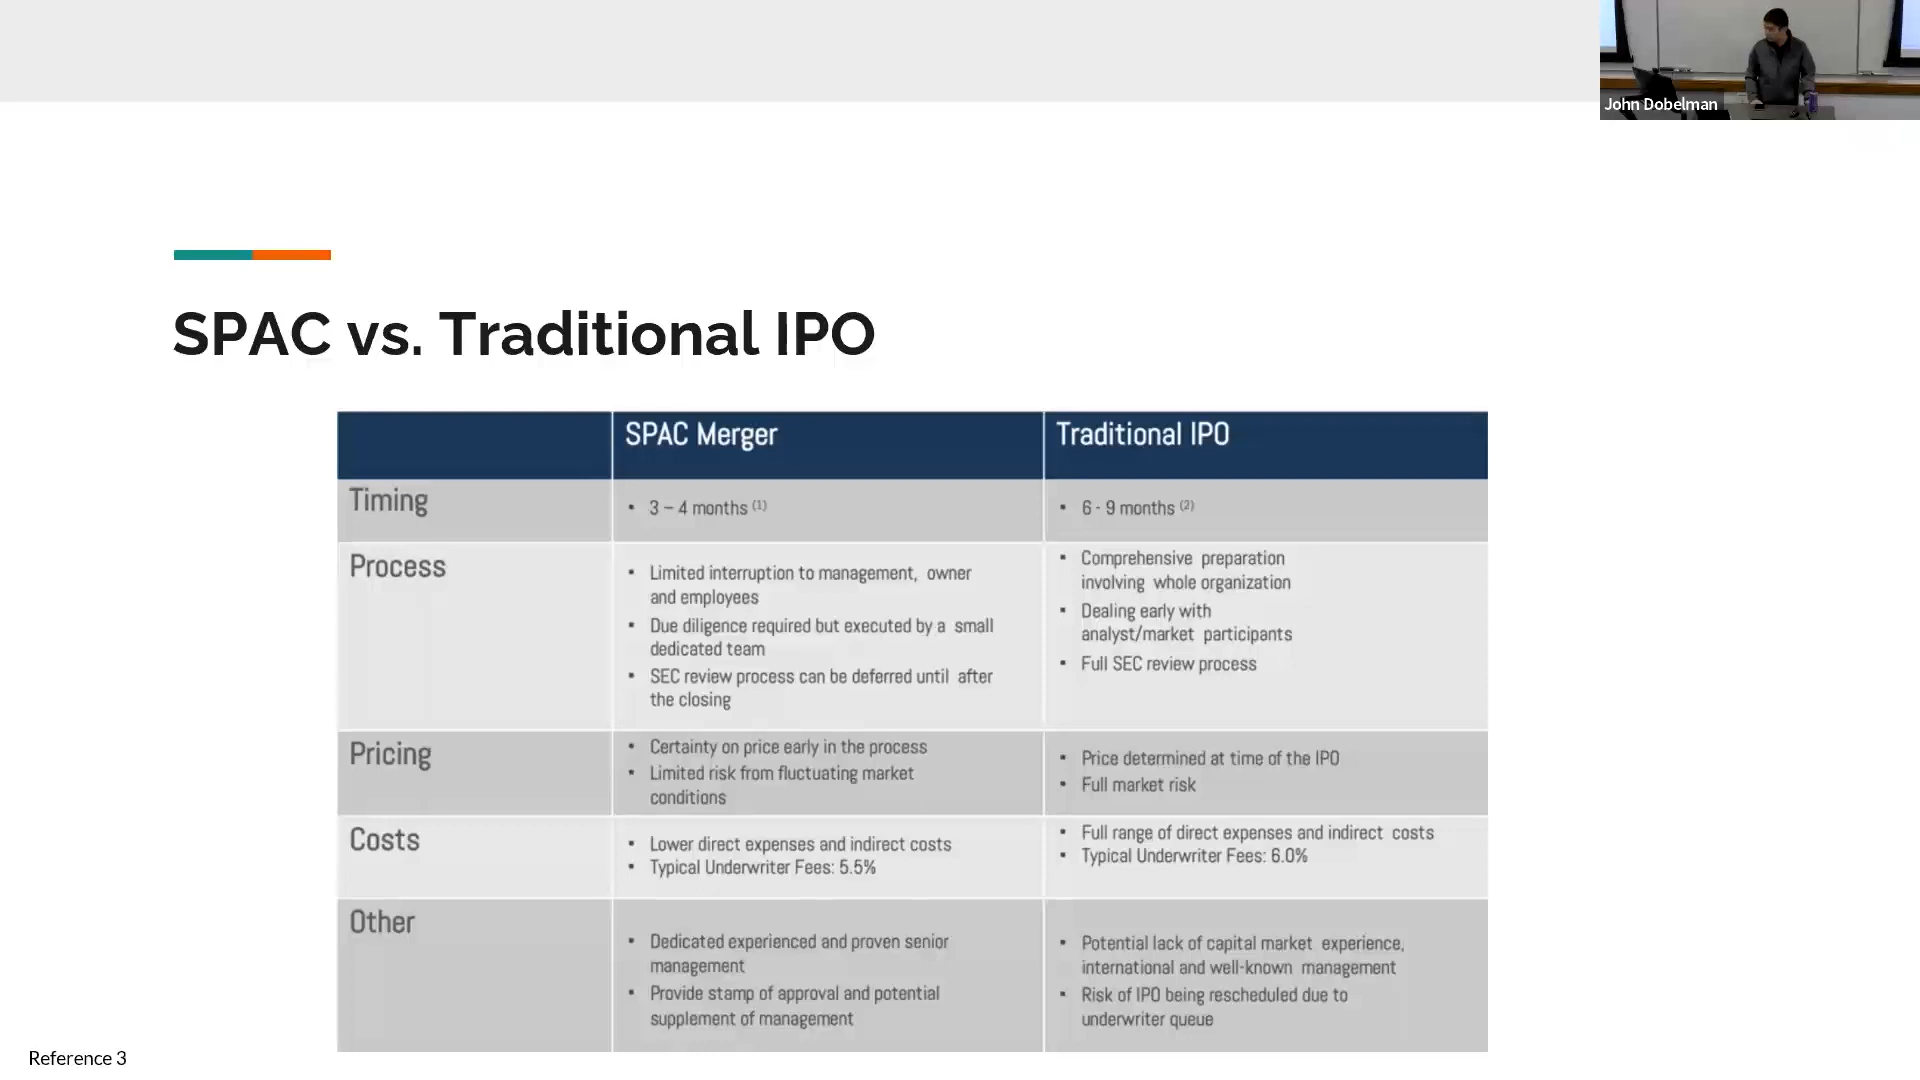 John Dobelman
SPAC vs. Traditional IPO
SPAC Merger
Traditional IPO
Timing
• 3 – 4 months (1)
• 6 - 9 months (2)
Process
• Limited interruption to management, owner
and employees
• Due diligence required but executed by a small
dedicated team
• SEC review process can be deferred until after
the closing
• Comprehensive preparation
involving whole organization
• Dealing early with
analyst/market participants
• Full SEC review process
Pricing
• Certainty on price early in the process
• Limited risk from fluctuating market
conditions
• Price determined at time of the IPO
• Full market risk
Costs
• Lower direct expenses and indirect costs
• Typical Underwriter Fees: 5.5%
• Full range of direct expenses and indirect costs
• Typical Underwriter Fees: 6.0%
Other
• Dedicated experienced and proven senior
management
• Provide stamp of approval and potential
supplement of management
• Potential lack of capital market experience,
international and well-known management
• Risk of IPO being rescheduled due to
underwriter queue
Reference 3